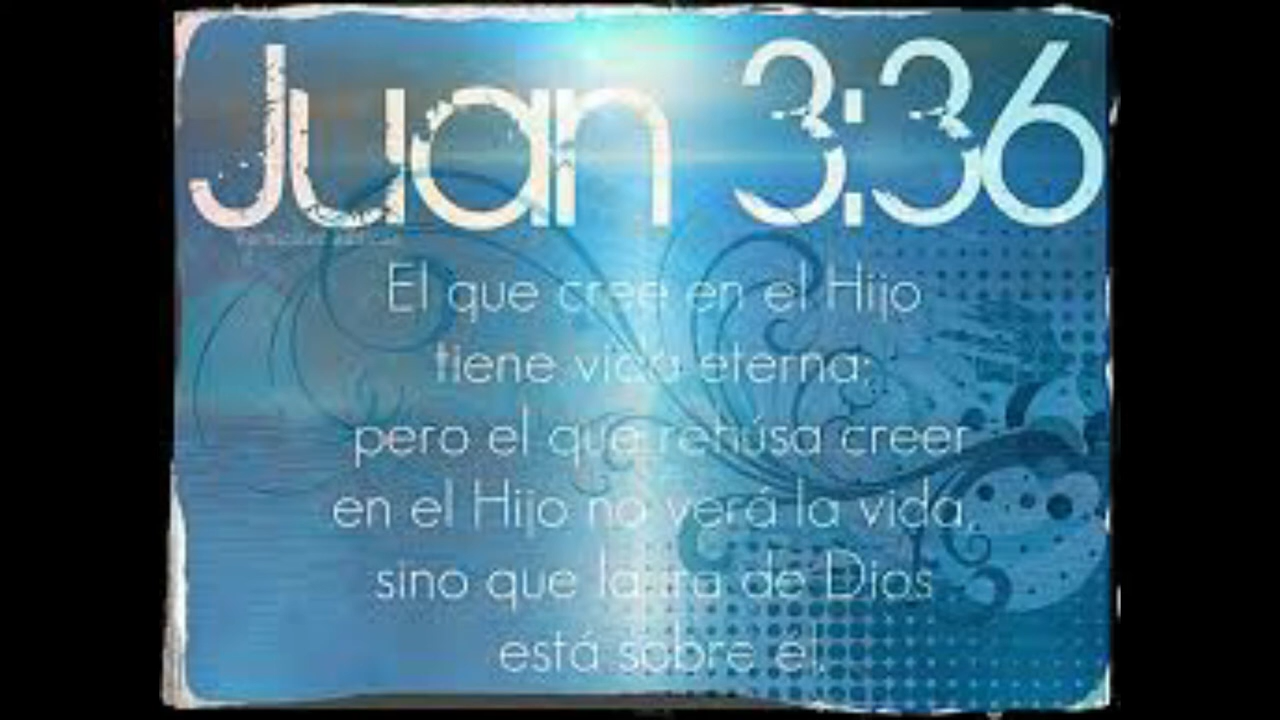 Juan 3:36
El que cree en el Hijo
tiene vida eterna;
pero el que rehúsa creer
en el Hijo no verá la vida,
sino que la ira de Dios
está sobre él.